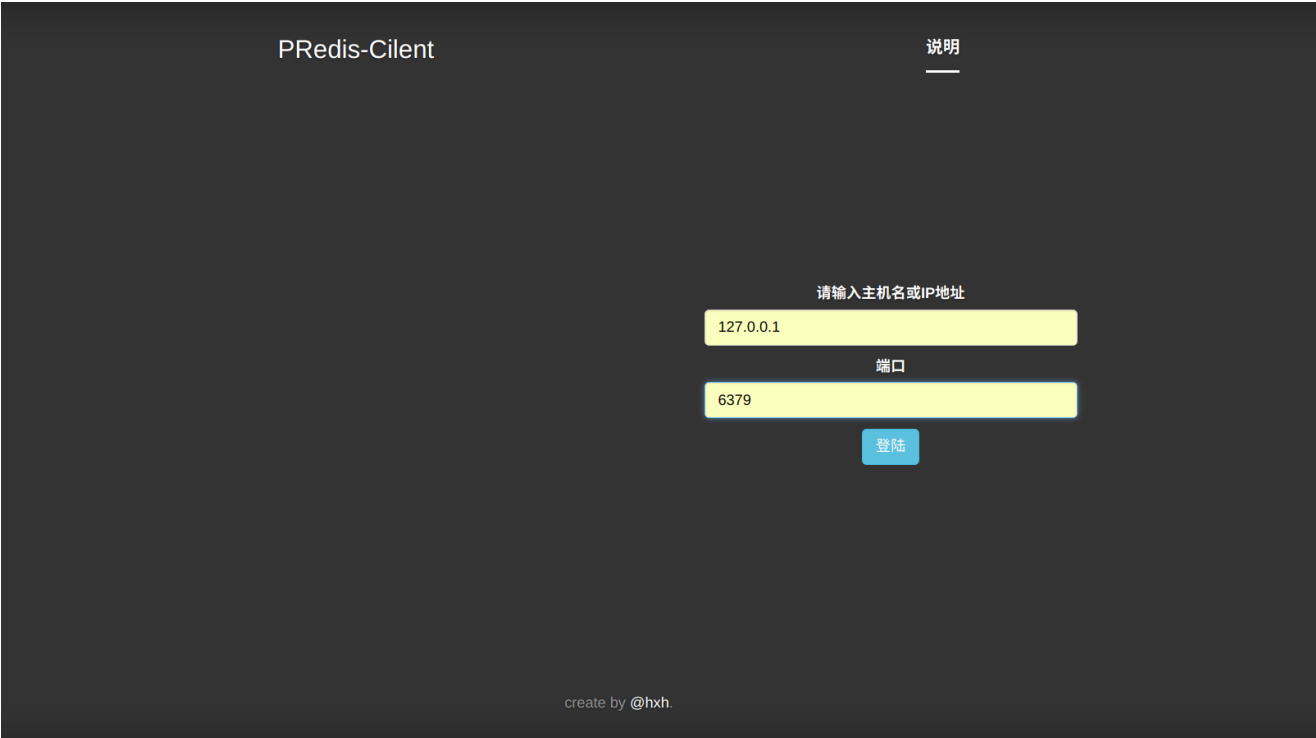 PRedis-Cilent
说明
请输入主机名或IP地址
127.0.0.1
端口
6379
登陆
create by @hxh.